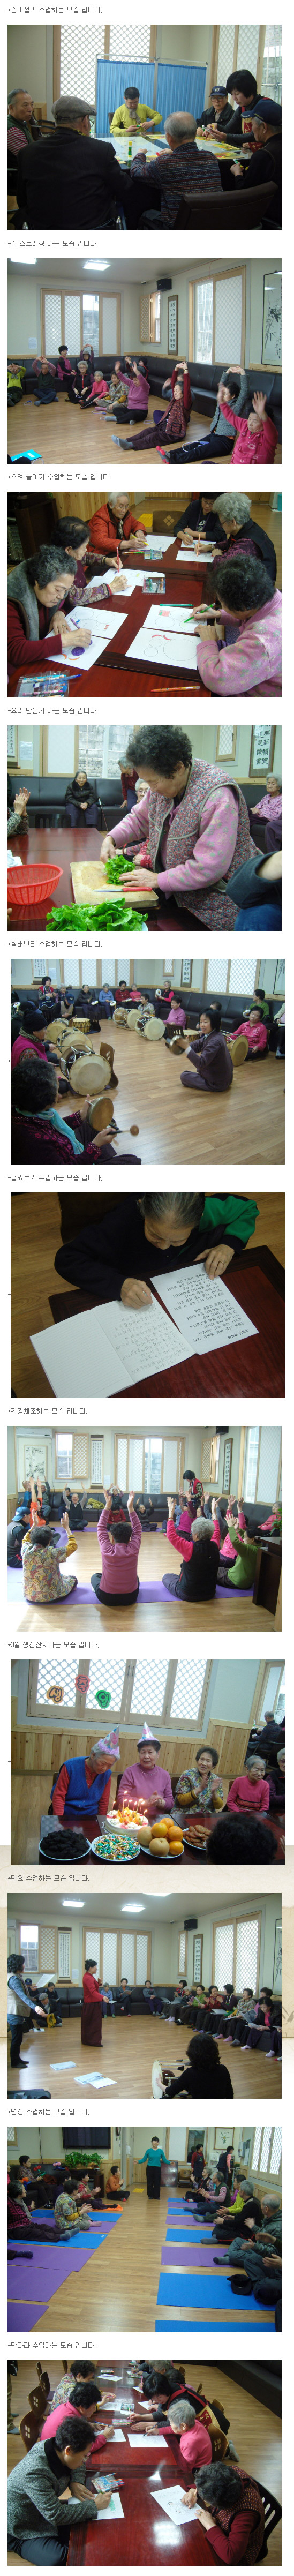 *종이접기 수업하는 모습 입니다.
*줄 스트레칭 하는 모습 입니다.
*오려 붙이기 수업하는 모습 입니다.
*요리 만들기 하는 모습 입니다.
*실버난타 수업하는 모습 입니다.
*글씨쓰기 수업하는 모습 입니다.
*건강체조하는 모습 입니다.
*3월 생신잔치하는 모습 입니다.
*민요 수업하는 모습 입니다.
*명상 수업하는 모습 입니다.
*만다라 수업하는 모습 입니다.